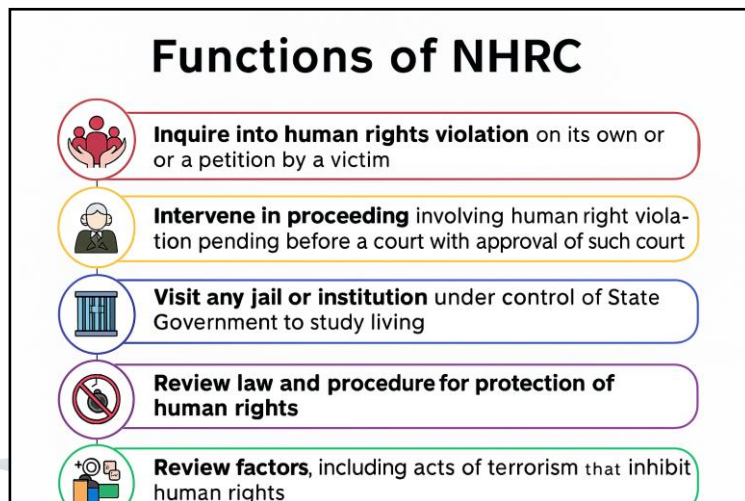 Functions of NHRC
Inquire into human rights violation on its own or
or a petition by a victim
Intervene in proceeding involving human right viola-
tion pending before a court with approval of such court
Visit any jail or institution under control of State
Government to study living
Review law and procedure for protection of
human rights
Review factors, including acts of terrorism that inhibit
human rights